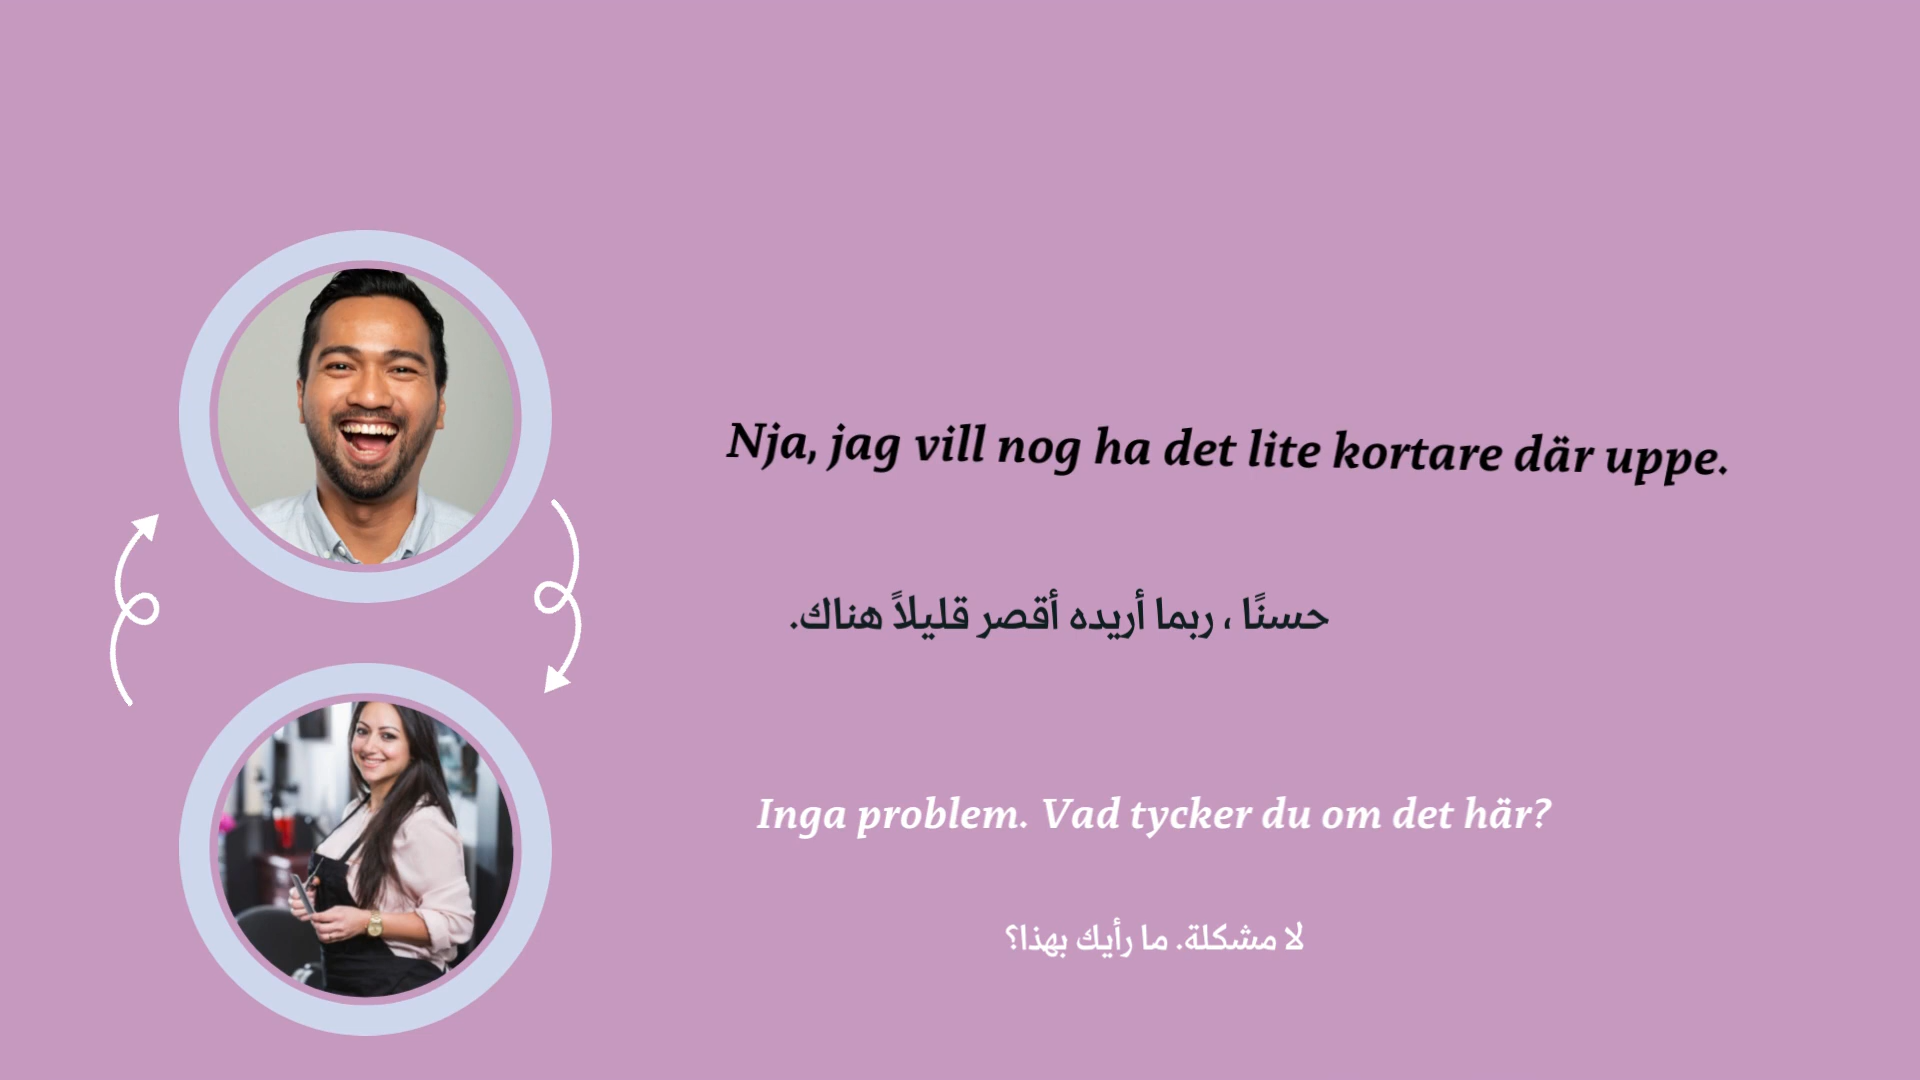 Nja, jag vill nog ha det lite kortare där uppe.
حسنًا ، ربما أريده أقصر قليلاً هناك.
Inga problem. Vad tycker du om det här?
لا مشكلة. ما رأيك بهذا؟